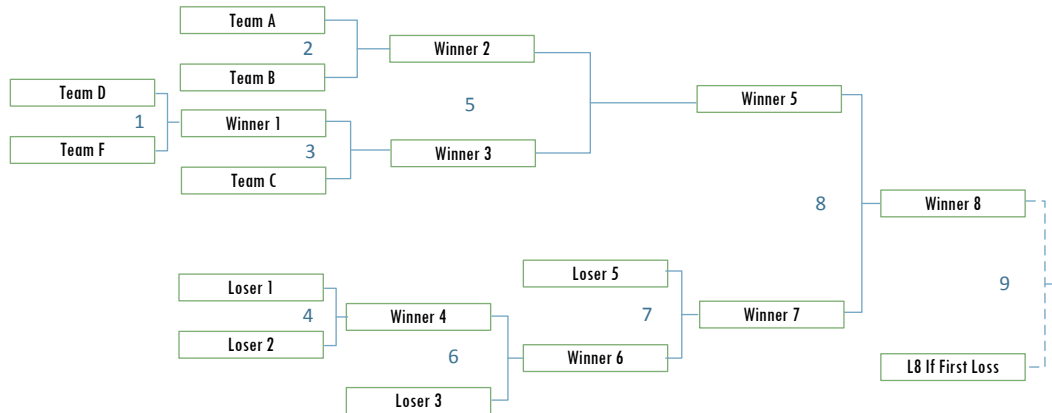 Team A
2
Winner 2
Team B
Team D
1
Winner 1
Team F
3
Winner 3
Team C
5
Winner 5
8
Winner 8
Loser 1
4
Winner 4
Loser 2
6
Loser 3
Loser 5
7
Winner 7
Winner 6
9
L8 If First Loss